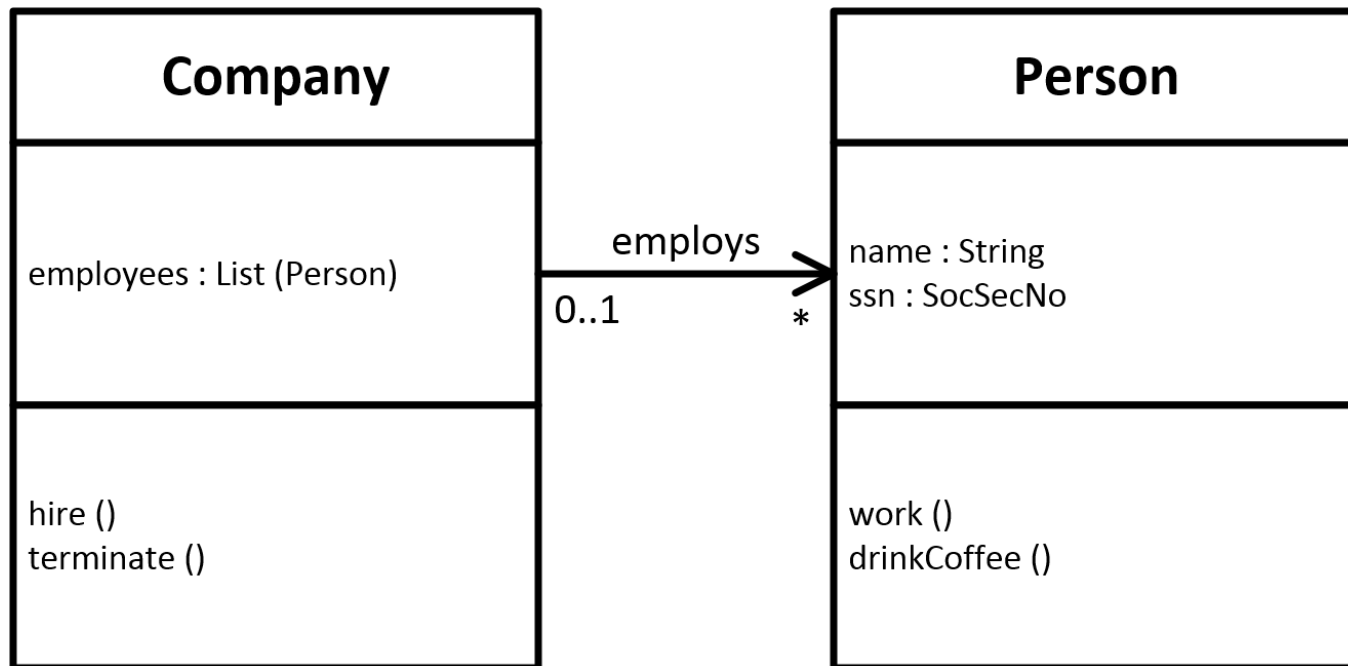 Company
employees : List (Person)
hire ()
terminate ()
employs
0..1
*
Person
name : String
ssn : SocSecNo
work ()
drinkCoffee ()